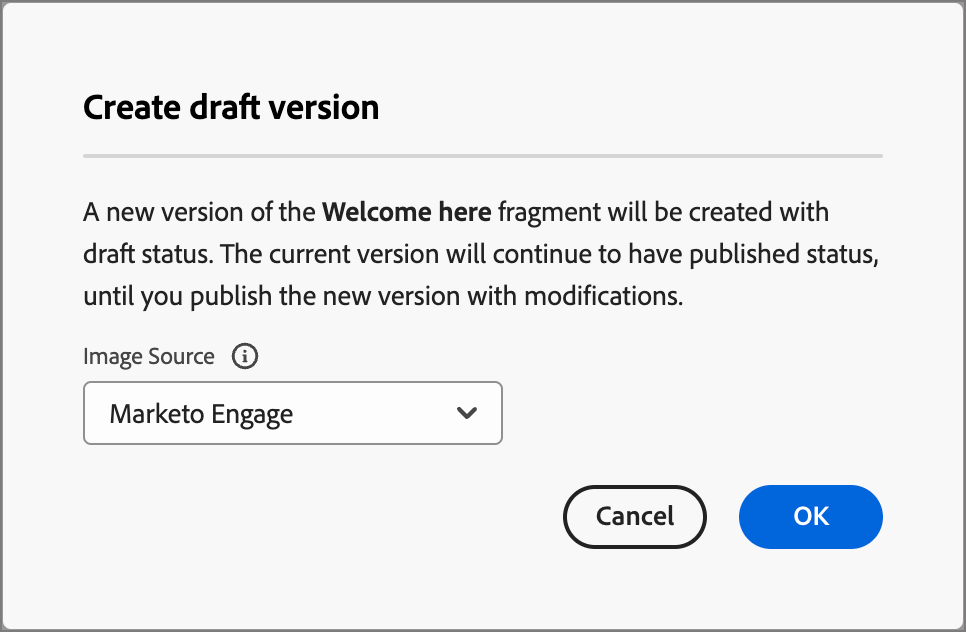 Create draft version
A new version of the Welcome here fragment will be created with
draft status. The current version will continue to have published status,
until you publish the new version with modifications.
Image Source
Marketo Engage
Cancel
OK